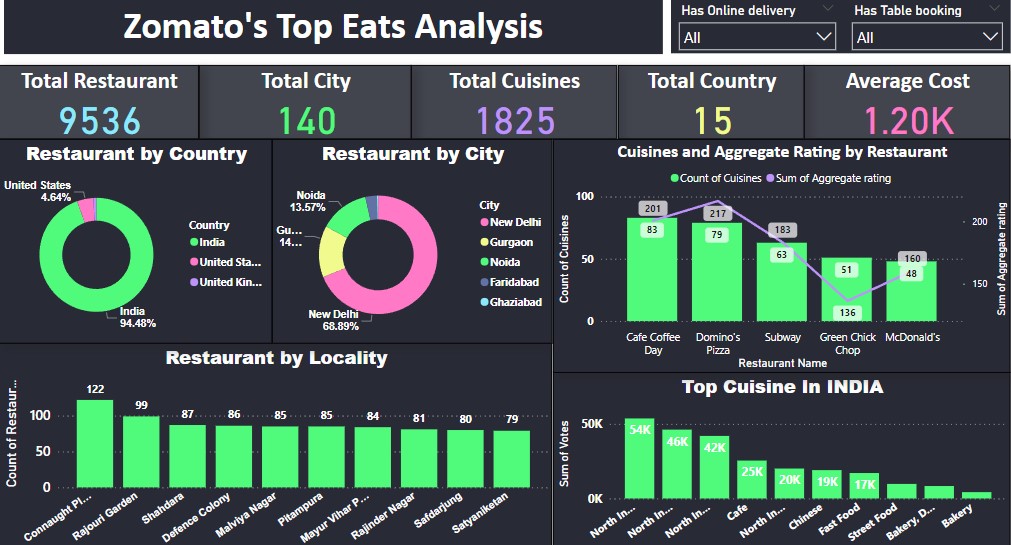 Zomato's Top Eats Analysis
Has Online delivery
All
Has Table booking
All
Total Restaurant
9536
Total City
140
Total Cuisines
1825
Total Country
15
Average Cost
1.20K
Restaurant by Country
United States
4.64%
India
94.48%
Country
India
United Sta...
United Kin...
Restaurant by City
Noida
13.57%
Gu...
14...
New Delhi
68.89%
City
New Delhi
Gurgaon
Noida
Faridabad
Ghaziabad
Cuisines and Aggregate Rating by Restaurant
Count of Cuisines
Sum of Aggregate rating
Count of Cuisines
100
50
0
201
83
217
79
183
63
51
136
160
48
200
150
Sum of Aggregate rating
Cafe Coffee
Day
Domino's
Pizza
Subway
Green Chick
Chop
McDonald's
Restaurant Name
Restaurant by Locality
Count of Restaur...
100
50
0
122
99
87
86
85
85
84
81
80
79
Connaught Pl...
Rajouri Garden
Shahdara
Defence Colony
Malviya Nagar
Pitampura
Mayur Vihar P...
Rajinder Nagar
Safdarjung
Satyaniketan
Top Cuisine In INDIA
Sum of Votes
50K
0K
54K
46K
42K
25K
20K
19K
17K
North In...
North In...
North In...
Cafe
North In...
Chinese
Fast Food
Street Food
Bakery, D...
Bakery